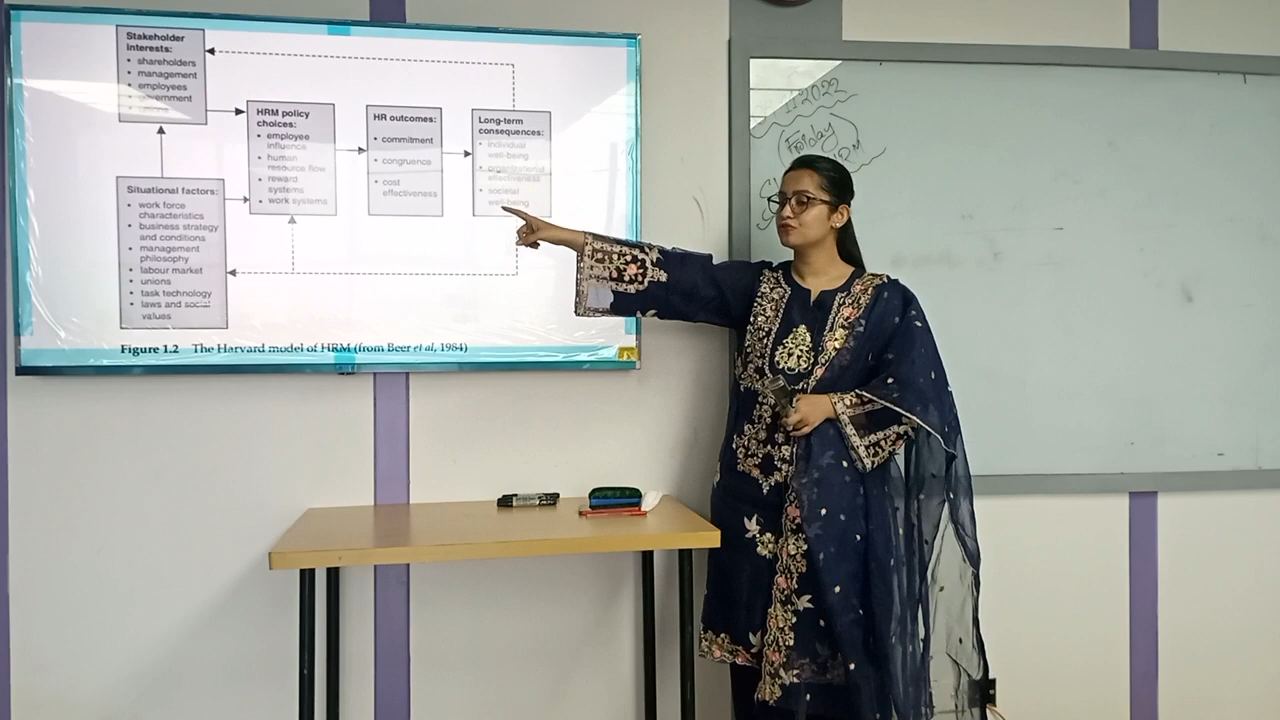 Stakeholder
interests:
• shareholders
• management
• employees
• government
HRM policy
choices:
• employee
influence
• human
resource flow
• reward
systems
• work systems
HR outcomes:
• commitment
• congruence
• cost
effectiveness
Long-term
consequences:
• individual
well-being
• organizational
effectiveness
• societal
well-being
Situational factors:
• work force
characteristics
• business strategy
and conditions
• management
philosophy
• labour market
• unions
• task technology
• laws and social
values
Figure 1.2 The Harvard model of HRM (from Beer et al, 1984)
2022